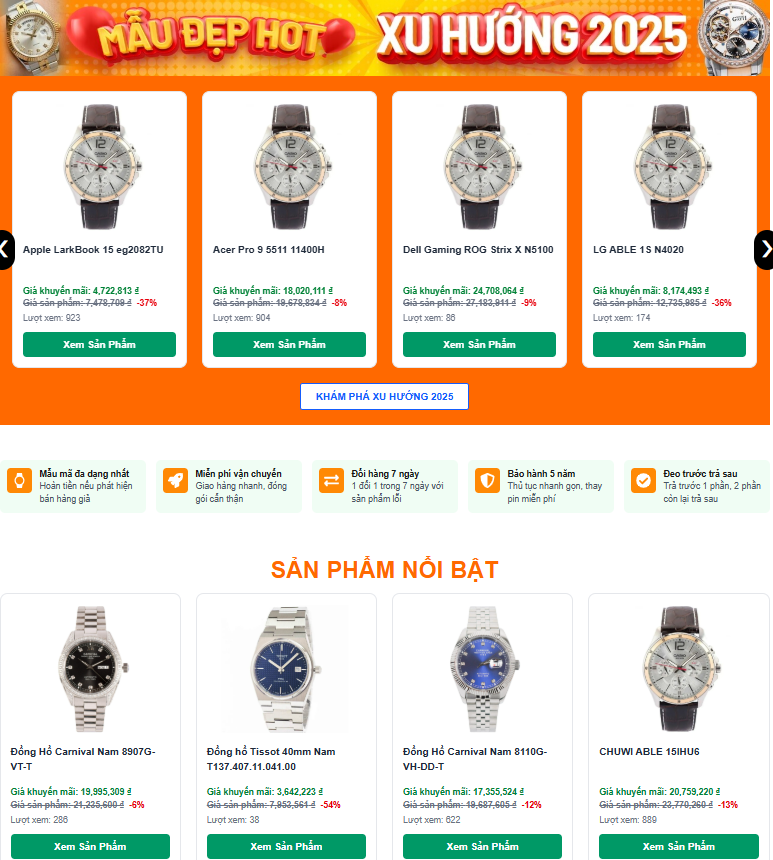 MẪU ĐẸP HOT XU HƯỚNG 2025
Apple LarkBook 15 eg2082TU
Giá khuyến mãi: 4,722,813 ₫
Giá sản phẩm: 7,478,709 ₫ -37%
Lượt xem: 923
Xem Sản Phẩm
Acer Pro 9 5511 11400H
Giá khuyến mãi: 18,020,111 ₫
Giá sản phẩm: 19,678,834 ₫ -8%
Lượt xem: 904
Xem Sản Phẩm
Dell Gaming ROG Strix X N5100
Giá khuyến mãi: 24,708,064 ₫
Giá sản phẩm: 27,183,911 ₫ -9%
Lượt xem: 86
Xem Sản Phẩm
LG ABLE 1S N4020
Giá khuyến mãi: 8,174,493 ₫
Giá sản phẩm: 12,735,985 ₫ -36%
Lượt xem: 174
Xem Sản Phẩm
KHÁM PHÁ XU HƯỚNG 2025
Mẫu mã đa dạng nhất
Hoàn tiền nếu phát hiện
bán hàng giả
Miễn phí vận chuyển
Giao hàng nhanh, đóng
gói cẩn thận
Đổi hàng 7 ngày
1 đổi 1 trong 7 ngày với
sản phẩm lỗi
Bảo hành 5 năm
Thủ tục nhanh gọn, thay
pin miễn phí
Đeo trước trả sau
Trả trước 1 phần, 2 phần
còn lại trả sau
SẢN PHẨM NỔI BẬT
Đồng Hồ Carnival Nam 8907G-
VT-T
Giá khuyến mãi: 19,995,309 ₫
Giá sản phẩm: 21,235,600 ₫ -6%
Lượt xem: 286
Xem Sản Phẩm
Đồng hồ Tissot 40mm Nam
T137.407.11.041.00
Giá khuyến mãi: 3,642,223 ₫
Giá sản phẩm: 7,953,561 ₫ -54%
Lượt xem: 38
Xem Sản Phẩm
Đồng Hồ Carnival Nam 8110G-
VH-DD-T
Giá khuyến mãi: 17,355,524 ₫
Giá sản phẩm: 19,687,605 ₫ -12%
Lượt xem: 622
Xem Sản Phẩm
CHUWI ABLE 15IHU6
Giá khuyến mãi: 20,759,220 ₫
Giá sản phẩm: 23,770,260 ₫ -13%
Lượt xem: 889
Xem Sản Phẩm